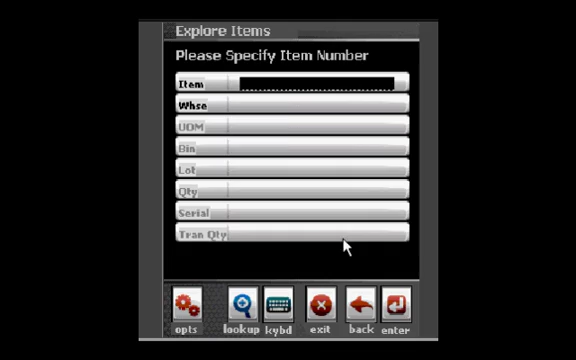 Explore Items
Please Specify Item Number
Item
Whse
UOM
Bin
Lot
Qty
Serial
Tran Qty
opts lookup kybd exit back enter